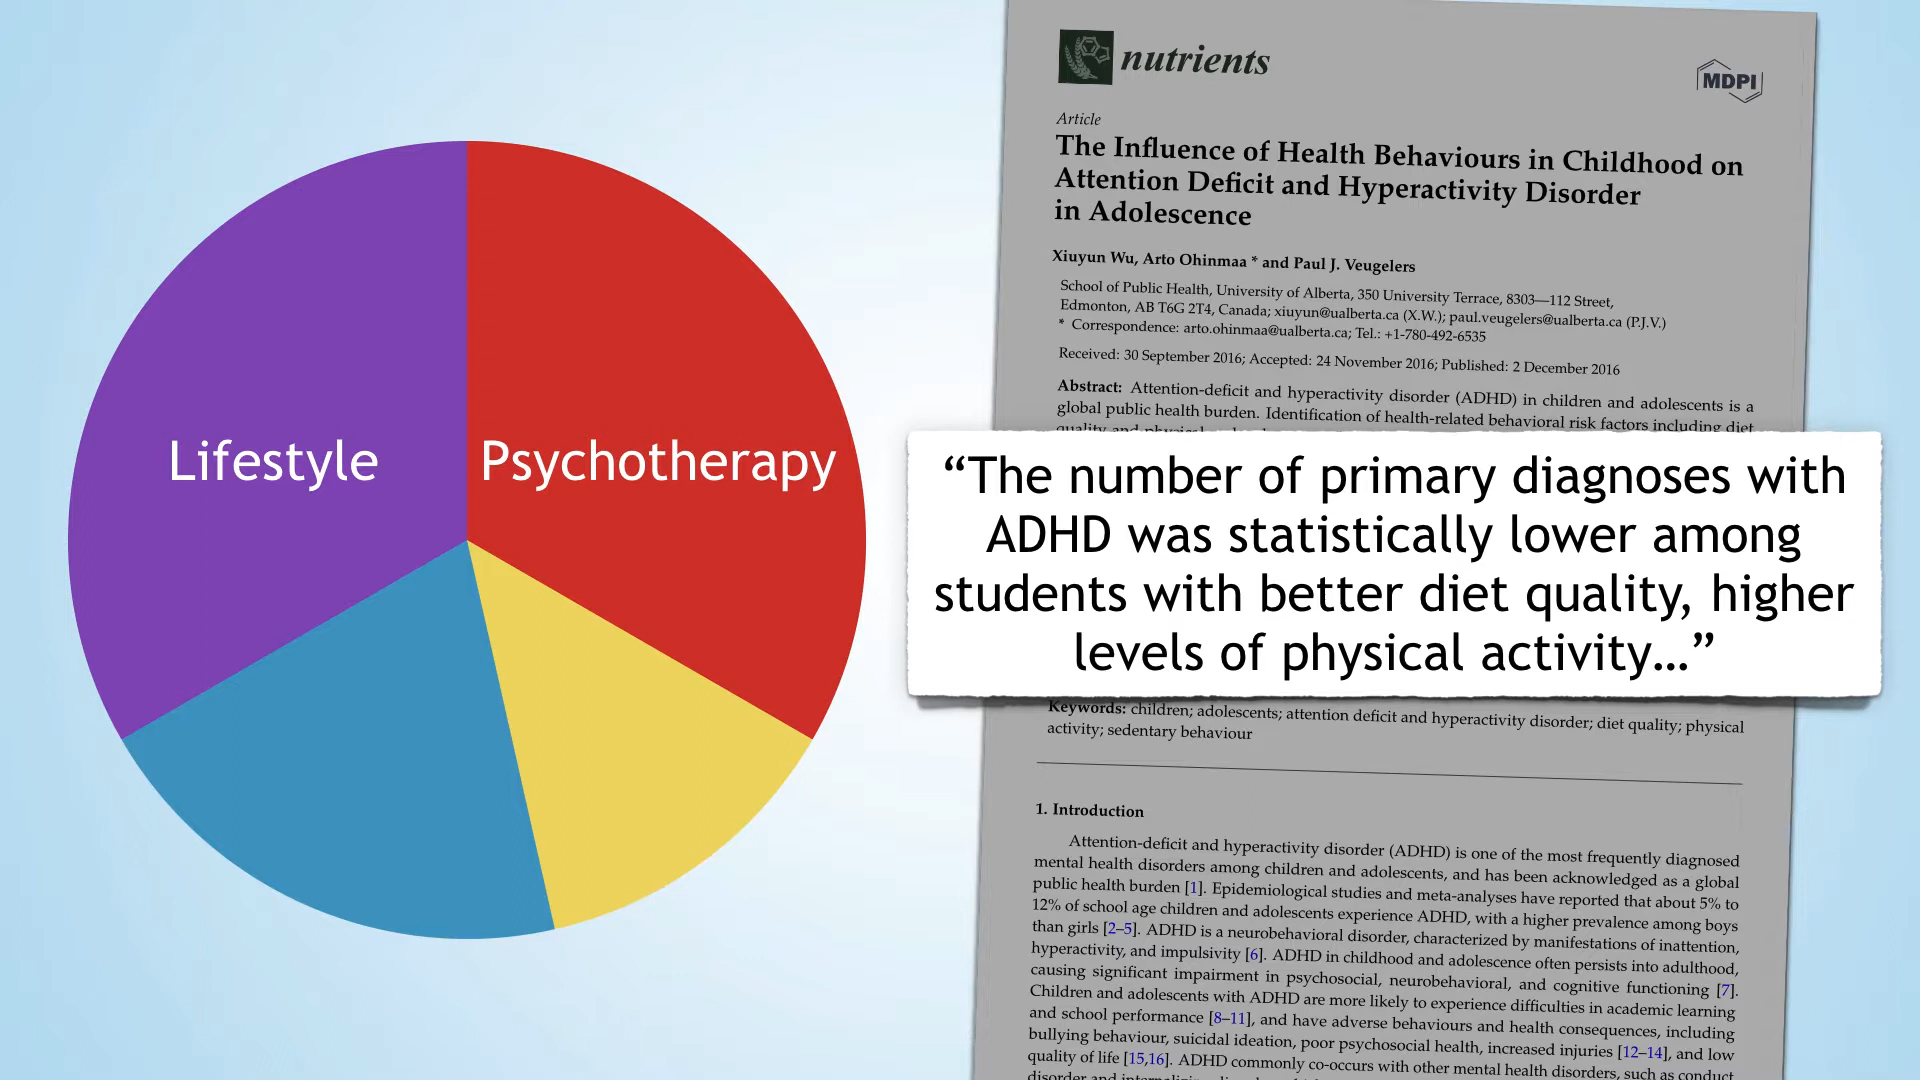 Lifestyle
Psychotherapy
nutrients
MDPI
Article
The Influence of Health Behaviours in Childhood on
Attention Deficit and Hyperactivity Disorder
in Adolescence
Xiuyun Wu, Arto Ohinmaa * and Paul J. Veugelers
School of Public Health, University of Alberta, 350 University Terrace, 8303—112 Street,
Edmonton, AB T6G 2T4, Canada; xiuyun@ualberta.ca (X.W.); paul.veugelers@ualberta.ca (P.J.V.)
* Correspondence: arto.ohinmaa@ualberta.ca; Tel.: +1-780-492-6535
Received: 30 September 2016; Accepted: 24 November 2016; Published: 2 December 2016
Abstract: Attention-deficit and hyperactivity disorder (ADHD) in children and adolescents is a
global public health burden. Identification of health-related behavioral risk factors including diet
“The number of primary diagnoses with
ADHD was statistically lower among
students with better diet quality, higher
levels of physical activity…”
Keywords: children; adolescents; attention deficit and hyperactivity disorder; diet quality; physical
activity; sedentary behaviour
1. Introduction
Attention-deficit and hyperactivity disorder (ADHD) is one of the most frequently diagnosed
mental health disorders among children and adolescents, and has been acknowledged as a global
public health burden [1]. Epidemiological studies and meta-analyses have reported that about 5% to
12% of school age children and adolescents experience ADHD, with a higher prevalence among boys
than girls [2–5]. ADHD is a neurobehavioral disorder, characterized by manifestations of inattention,
hyperactivity, and impulsivity [6]. ADHD in childhood and adolescence often persists into adulthood,
causing significant impairment in psychosocial, neurobehavioral, and cognitive functioning [7].
Children and adolescents with ADHD are more likely to experience difficulties in academic learning
and school performance [8–11], and have adverse behaviours and health consequences, including
bullying behaviour, suicidal ideation, poor psychosocial health, increased injuries [12–14], and low
quality of life [15,16]. ADHD commonly co-occurs with other mental health disorders, such as conduct